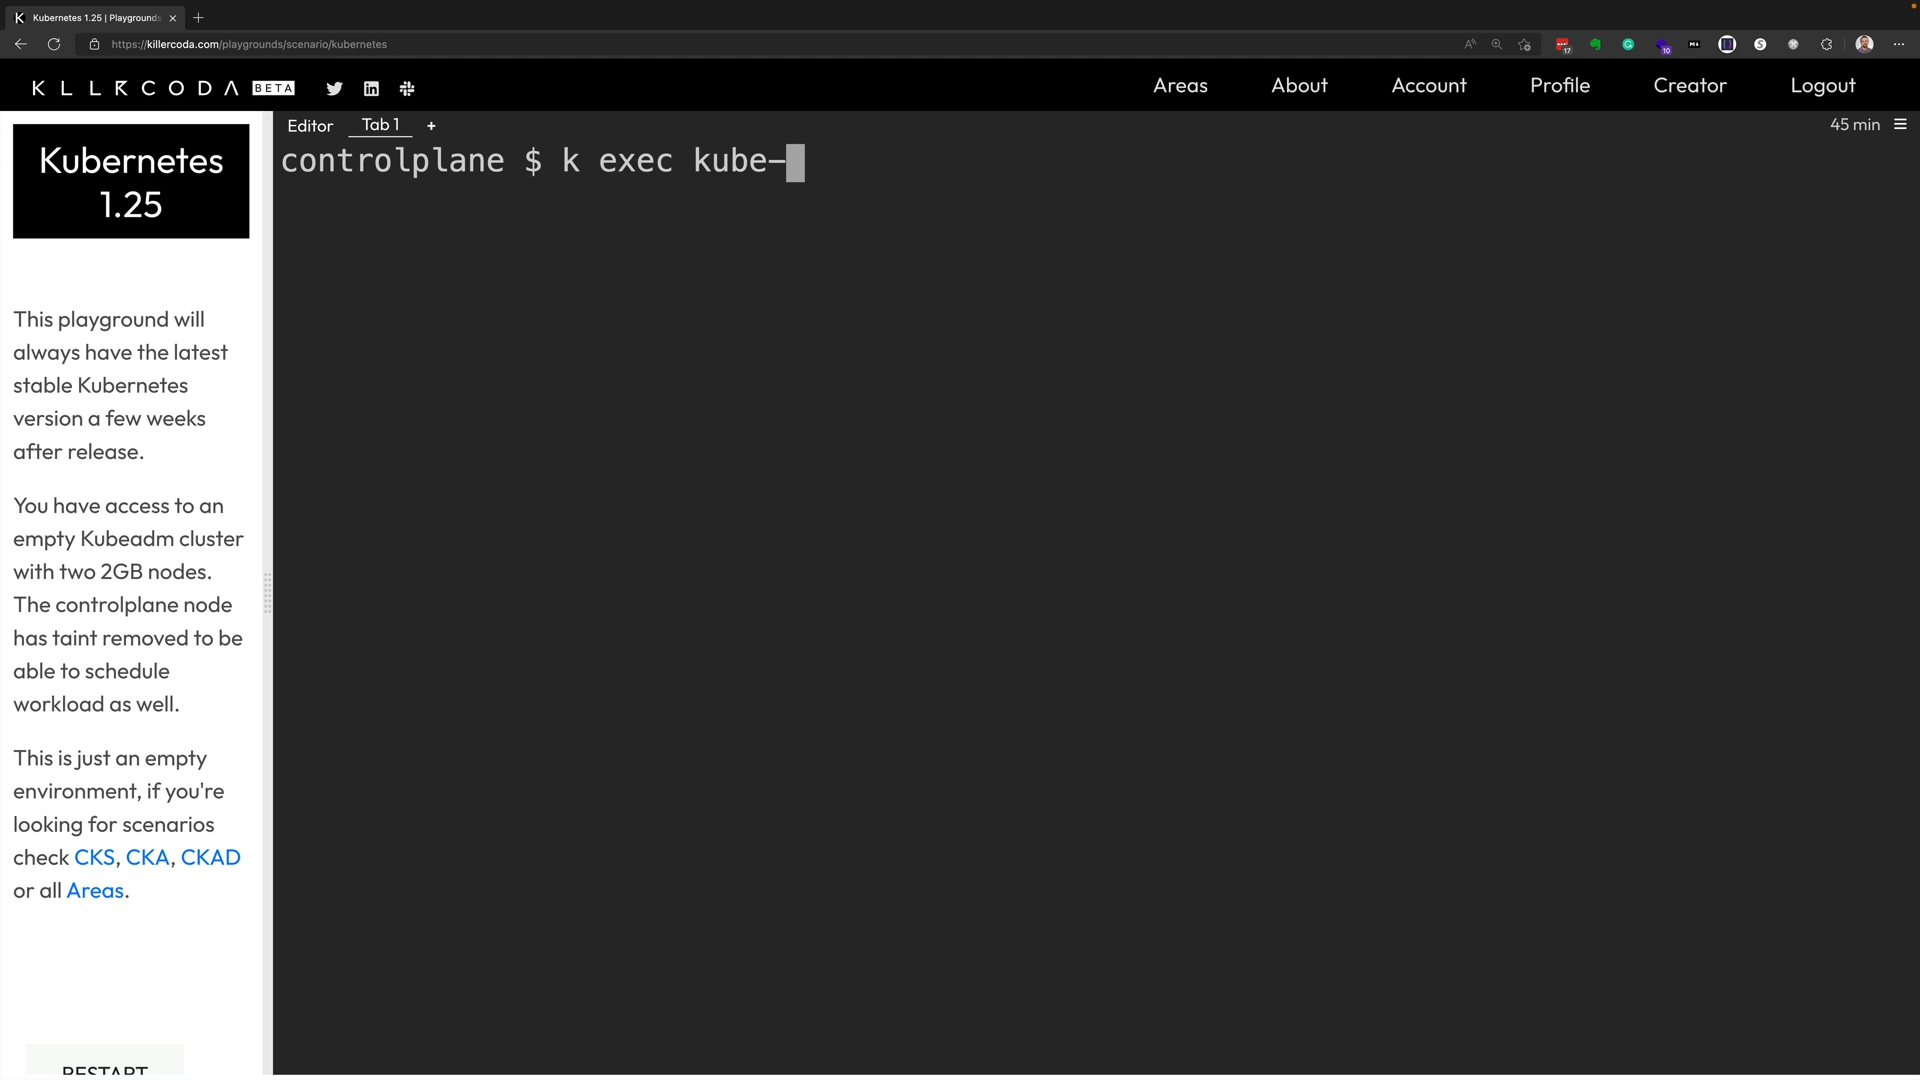 Kubernetes 1.25 | Playgrounds
https://killercoda.com/playgrounds/scenario/kubernetes
17
10
KLLRCODA BETA
Areas About Account Profile Creator Logout
Kubernetes
1.25
Editor Tab 1 +
45 min
controlplane $ k exec kube-
This playground will
always have the latest
stable Kubernetes
version a few weeks
after release.
You have access to an
empty Kubeadm cluster
with two 2GB nodes.
The controlplane node
has taint removed to be
able to schedule
workload as well.
This is just an empty
environment, if you're
looking for scenarios
check CKS, CKA, CKAD
or all Areas.
RESTART